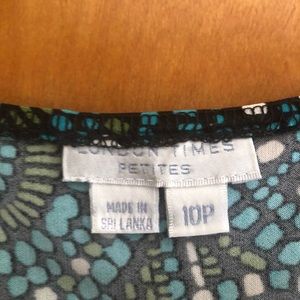 LONDON TIMES
PETITES
MADE IN
SRI LANKA
10P